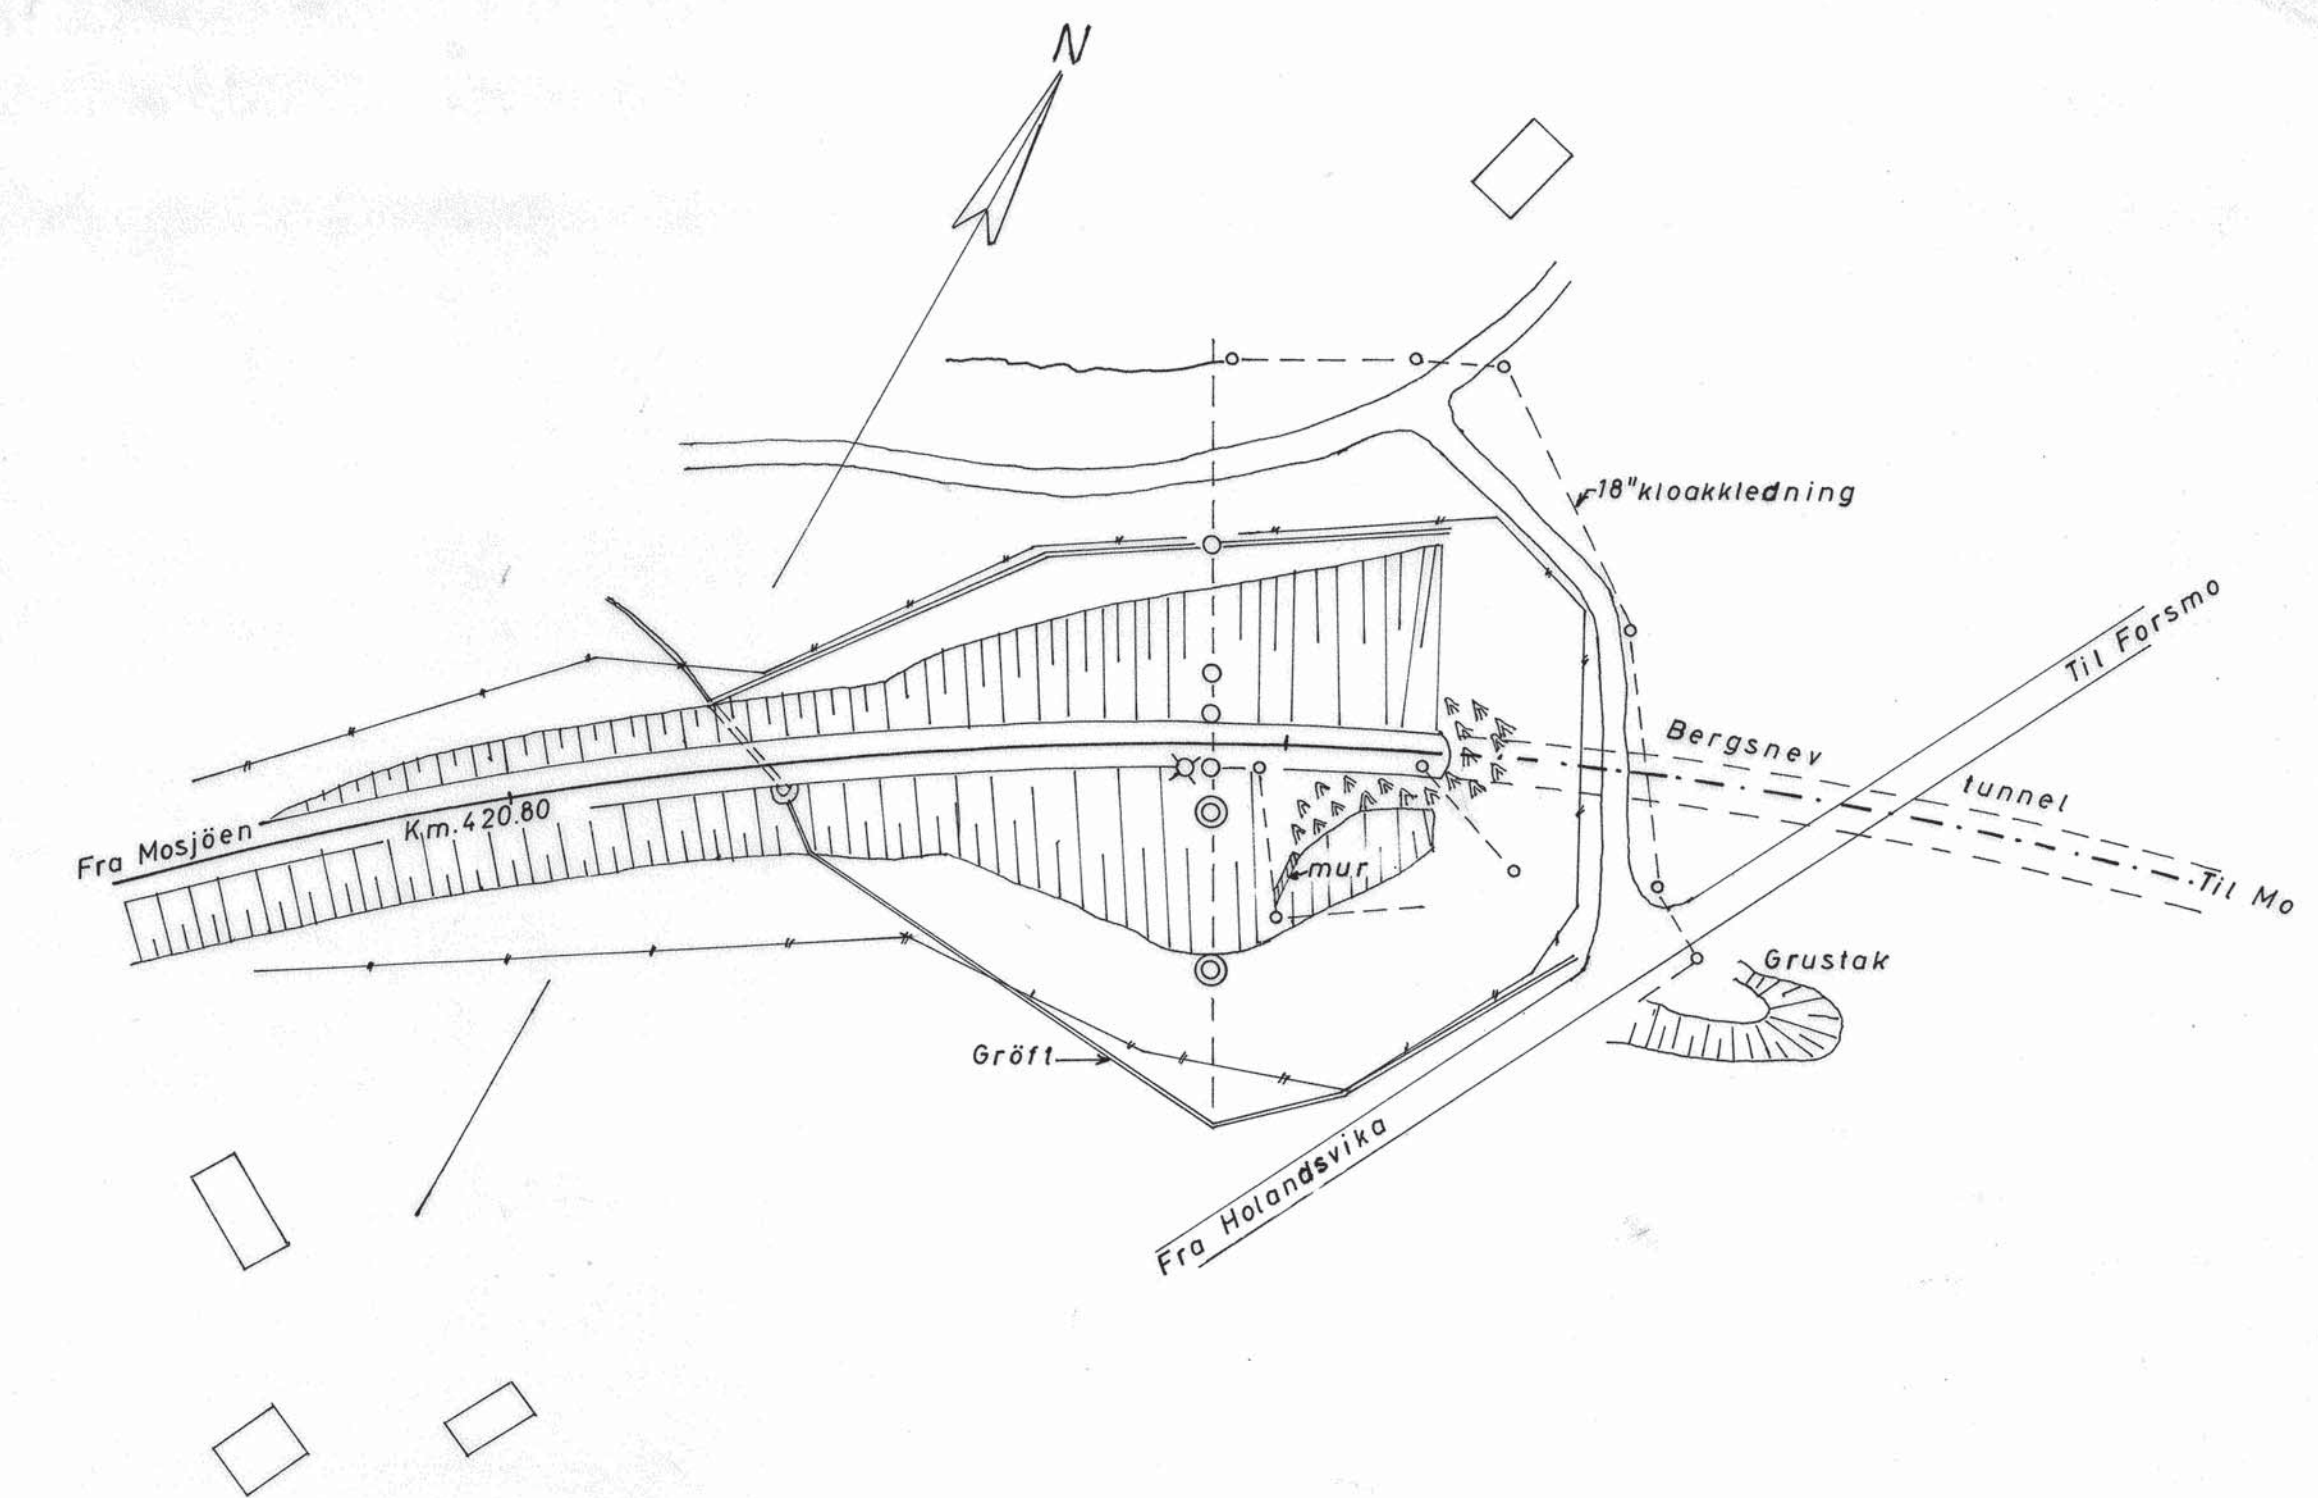 N
18" kloakkledning
Til Forsmo
Bergsnev
tunnel
Til Mo
Fra Mosjöen
Km. 420.80
mur
Grustak
Gröft
Fra Holandsvika